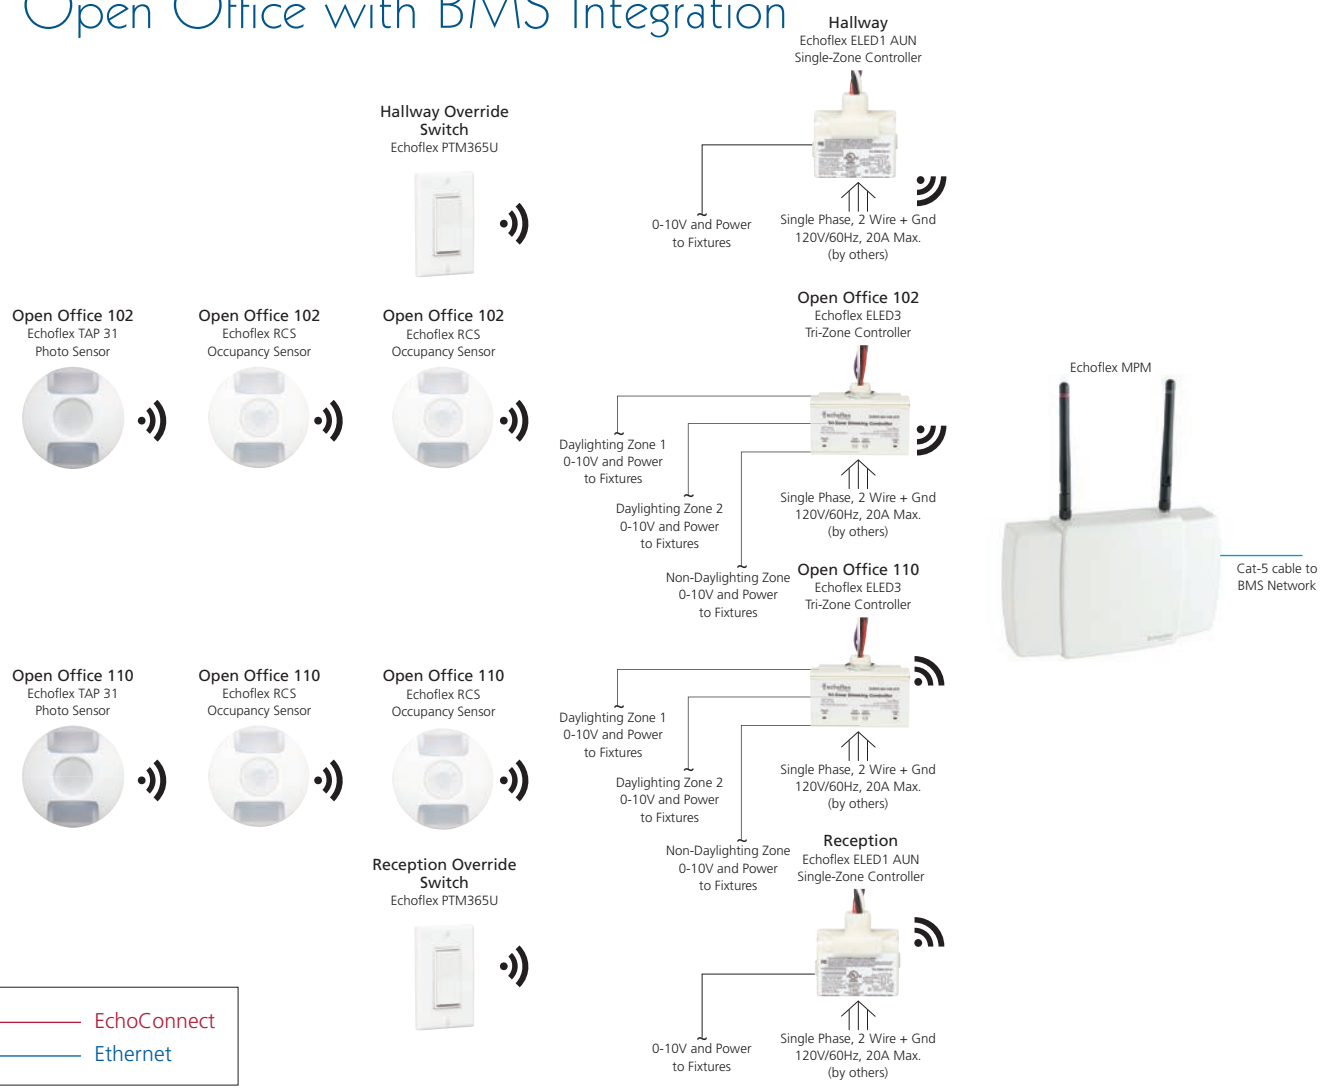 Open Office with BMS Integration
Hallway
Echoflex ELED1 AUN
Single-Zone Controller
Hallway Override
Switch
Echoflex PTM365U
0-10V and Power
to Fixtures
Single Phase, 2 Wire + Gnd
120V/60Hz, 20A Max.
(by others)
Open Office 102
Echoflex TAP 31
Photo Sensor
Open Office 102
Echoflex RCS
Occupancy Sensor
Open Office 102
Echoflex RCS
Occupancy Sensor
Open Office 102
Echoflex ELED3
Tri-Zone Controller
Echoflex
Tri-Zone Dimming Controller
Daylighting Zone 1
0-10V and Power
to Fixtures
Daylighting Zone 2
0-10V and Power
to Fixtures
Non-Daylighting Zone
0-10V and Power
to Fixtures
Single Phase, 2 Wire + Gnd
120V/60Hz, 20A Max.
(by others)
Echoflex MPM
Cat-5 cable to
BMS Network
Open Office 110
Echoflex TAP 31
Photo Sensor
Open Office 110
Echoflex RCS
Occupancy Sensor
Open Office 110
Echoflex RCS
Occupancy Sensor
Open Office 110
Echoflex ELED3
Tri-Zone Controller
Echoflex
Tri-Zone Dimming Controller
Daylighting Zone 1
0-10V and Power
to Fixtures
Daylighting Zone 2
0-10V and Power
to Fixtures
Non-Daylighting Zone
0-10V and Power
to Fixtures
Single Phase, 2 Wire + Gnd
120V/60Hz, 20A Max.
(by others)
Reception Override
Switch
Echoflex PTM365U
Reception
Echoflex ELED1 AUN
Single-Zone Controller
0-10V and Power
to Fixtures
Single Phase, 2 Wire + Gnd
120V/60Hz, 20A Max.
(by others)
EchoConnect
Ethernet